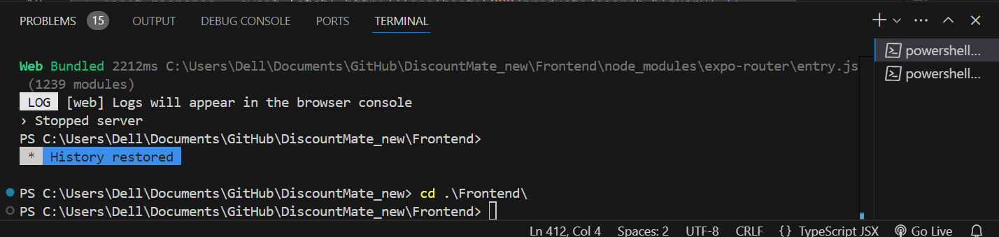 PROBLEMS 15 OUTPUT DEBUG CONSOLE PORTS TERMINAL
powershell...
Web Bundled 2212ms C:\Users\Dell\Documents\GitHub\DiscountMate_new\Frontend\node_modules\expo-router\entry.js
powershell...
(1239 modules)
LOG [web] Logs will appear in the browser console
› Stopped server
PS C:\Users\Dell\Documents\GitHub\DiscountMate_new\Frontend>
* History restored
PS C:\Users\Dell\Documents\GitHub\DiscountMate_new> cd .\Frontend\
PS C:\Users\Dell\Documents\GitHub\DiscountMate_new\Frontend>
Ln 412, Col 4 Spaces: 2 UTF-8 CRLF {} TypeScript JSX Go Live